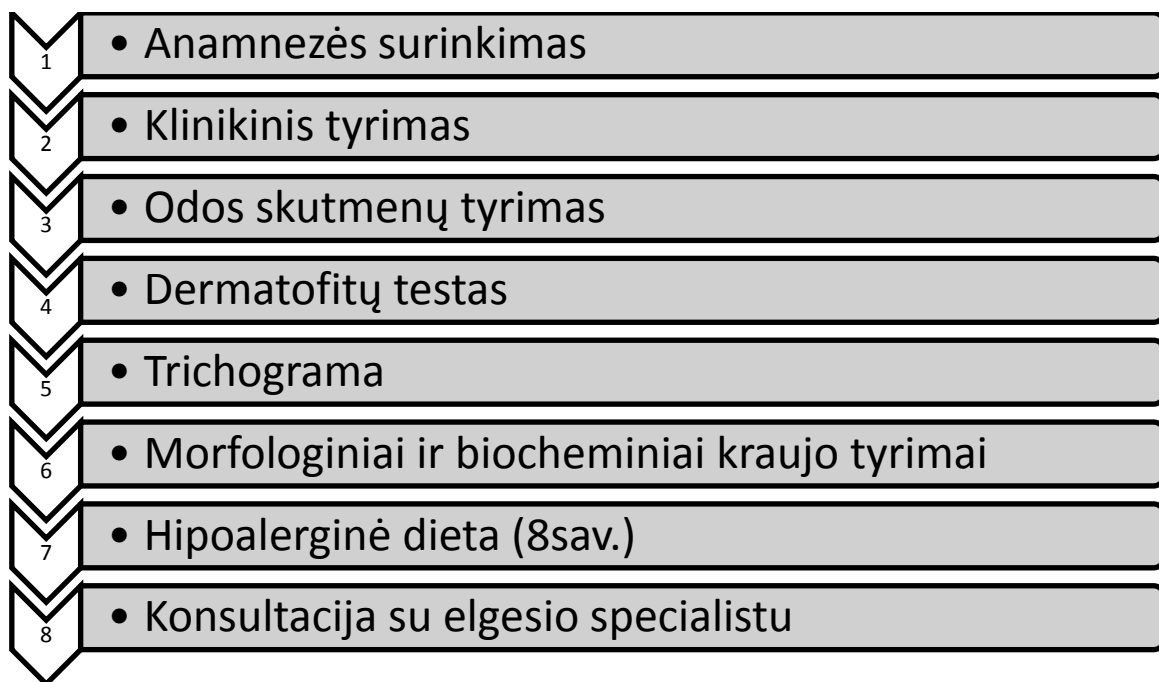 1 • Anamnezės surinkimas
2 • Klinikinis tyrimas
3 • Odos skutmenų tyrimas
4 • Dermatofitų testas
5 • Trichograma
6 • Morfologiniai ir biocheminiai kraujo tyrimai
7 • Hipoalerginė dieta (8sav.)
8 • Konsultacija su elgesio specialistu